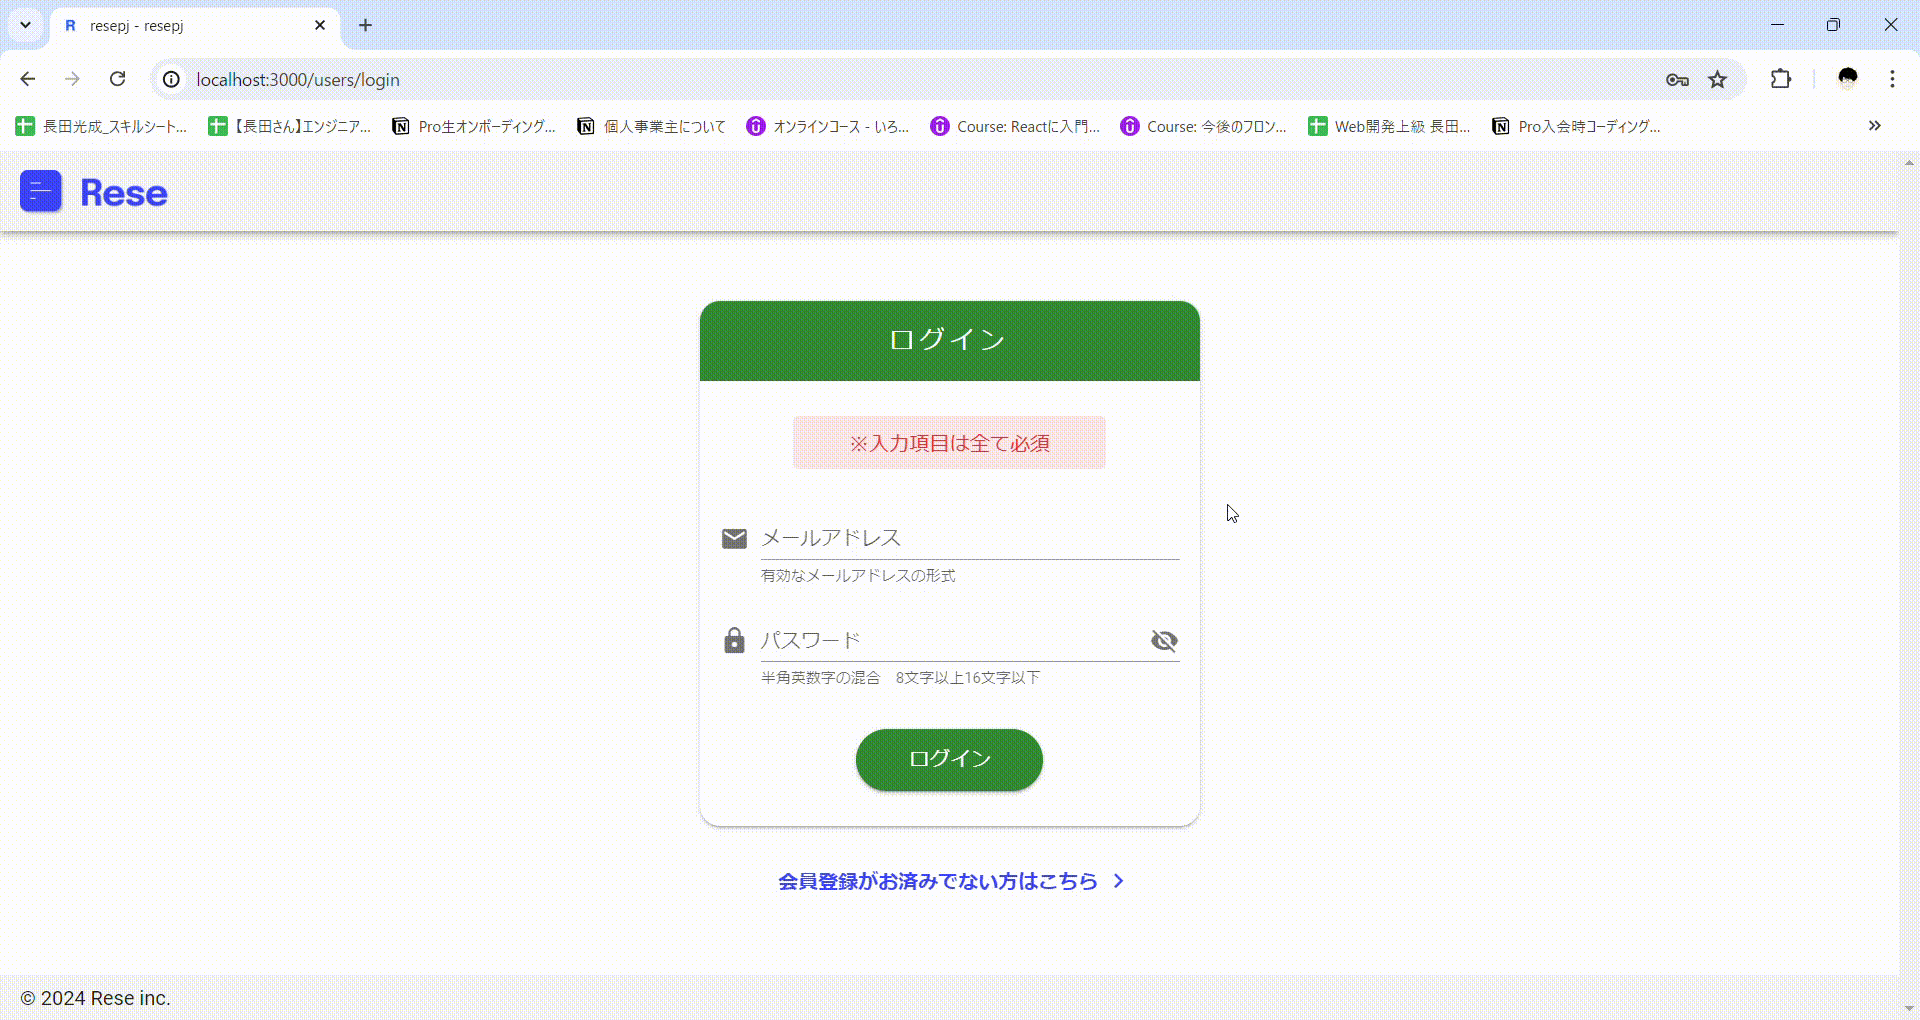 resepj - resepj
localhost:3000/users/login
長田光成_スキルシート...
【長田さん】エンジニア...
Pro生オンボーディング...
個人事業主について
オンラインコース - いろ...
Course: Reactに入門...
Course: 今後のフロン...
Web開発上級 長田...
Pro入会時コーディング...
Rese
ログイン
※入力項目は全て必須
メールアドレス
有効なメールアドレスの形式
パスワード
半角英数字の混合　8文字以上16文字以下
ログイン
会員登録がお済みでない方はこちら
© 2024 Rese inc.